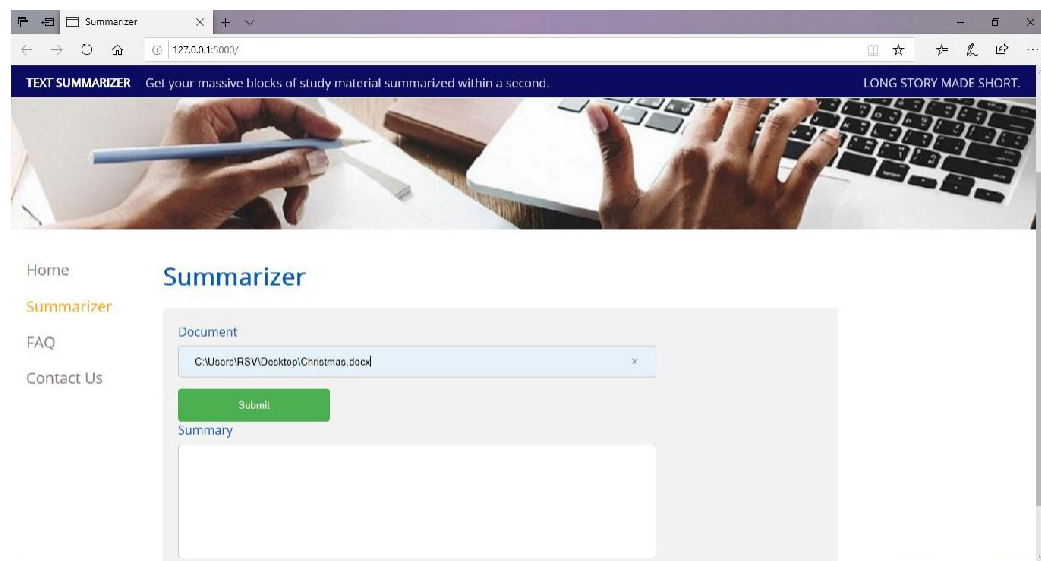 Summarizer
127.0.0.1:5000/
TEXT SUMMARIZER Get your massive blocks of study material summarized within a second. LONG STORY MADE SHORT.
Home
Summarizer
FAQ
Contact Us
Summarizer
Document
C:\Users\RSV\Desktop\Christmas.docx
Submit
Summary